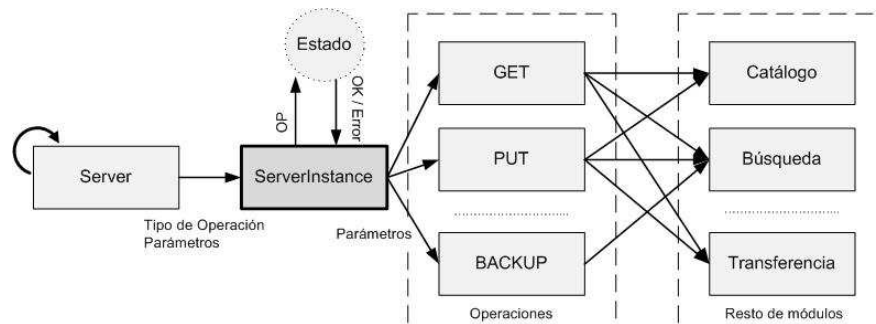 Estado
OP
OK / Error
GET
Catálogo
Server
ServerInstance
PUT
Búsqueda
Tipo de Operación
Parámetros
Parámetros
BACKUP
Transferencia
Operaciones
Resto de módulos